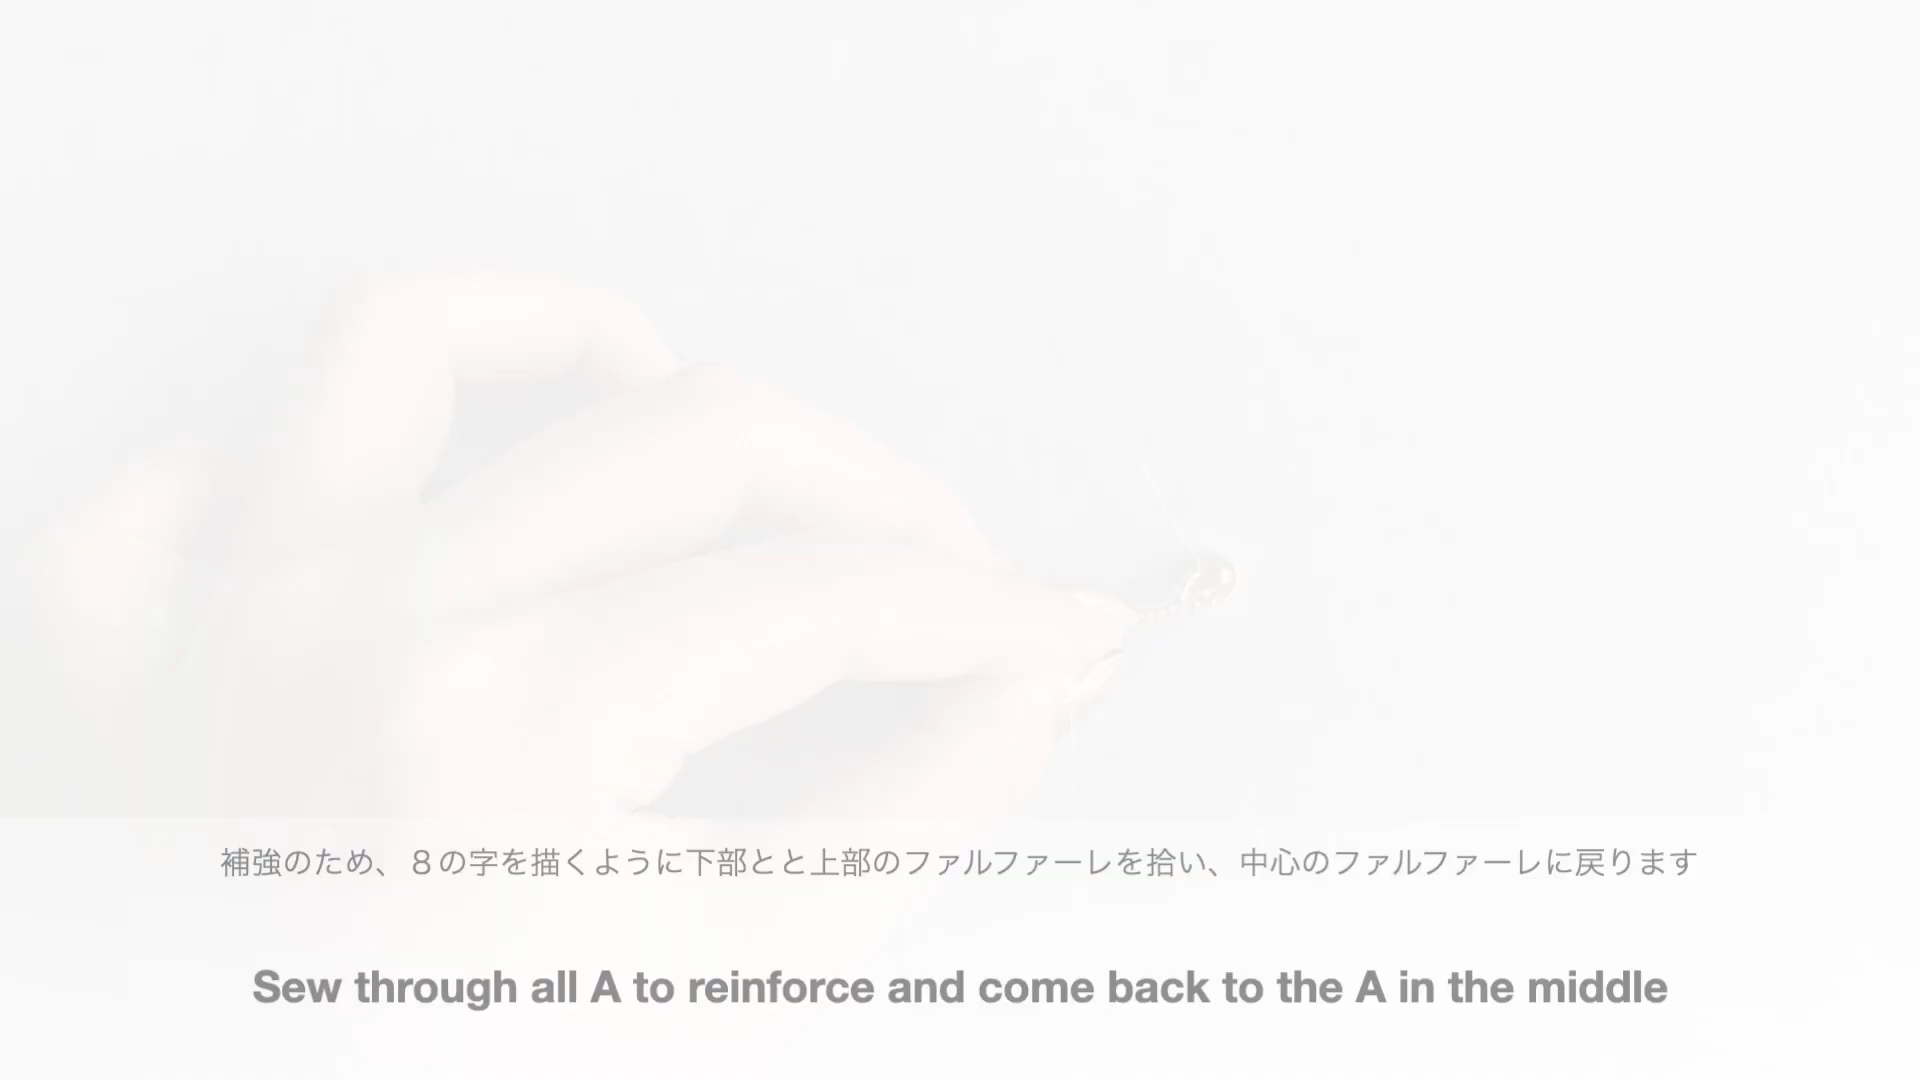 補強のため、８の字を描くように下部とと上部のファルファーレを拾い、中心のファルファーレに戻ります
Sew through all A to reinforce and come back to the A in the middle